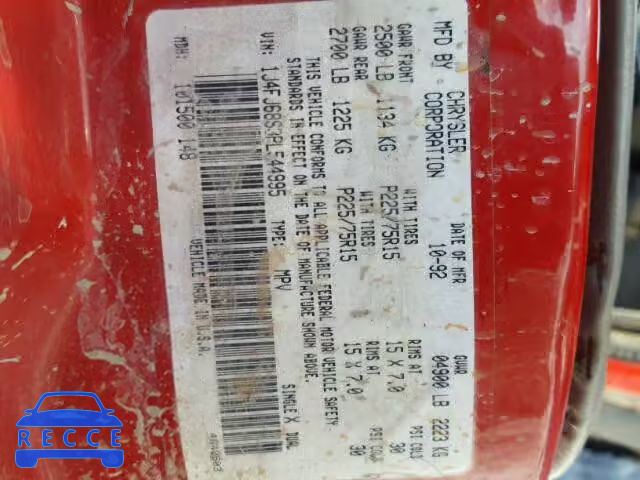 MFD BY CHRYSLER CORPORATION DATE OF MFR 10-92 GVWR 04900 LB 2223 KG
GAWR FRONT WITH TIRES RIMS AT PSI COLD
2500 LB 1134 KG P225/75R15 15 X 7.0 30
GAWR REAR WITH TIRES RIMS AT PSI COLD
2700 LB 1225 KG P225/75R15 15 X 7.0 30
THIS VEHICLE CONFORMS TO ALL APPLICABLE FEDERAL MOTOR VEHICLE SAFETY
STANDARDS IN EFFECT ON THE DATE OF MANUFACTURE SHOWN ABOVE.
VIN: 1J4FJ68S3PL544995 TYPE: MPV SINGLE X DUAL
MDH: 101500 148 VEHICLE MADE IN U.S.A.
RECCE